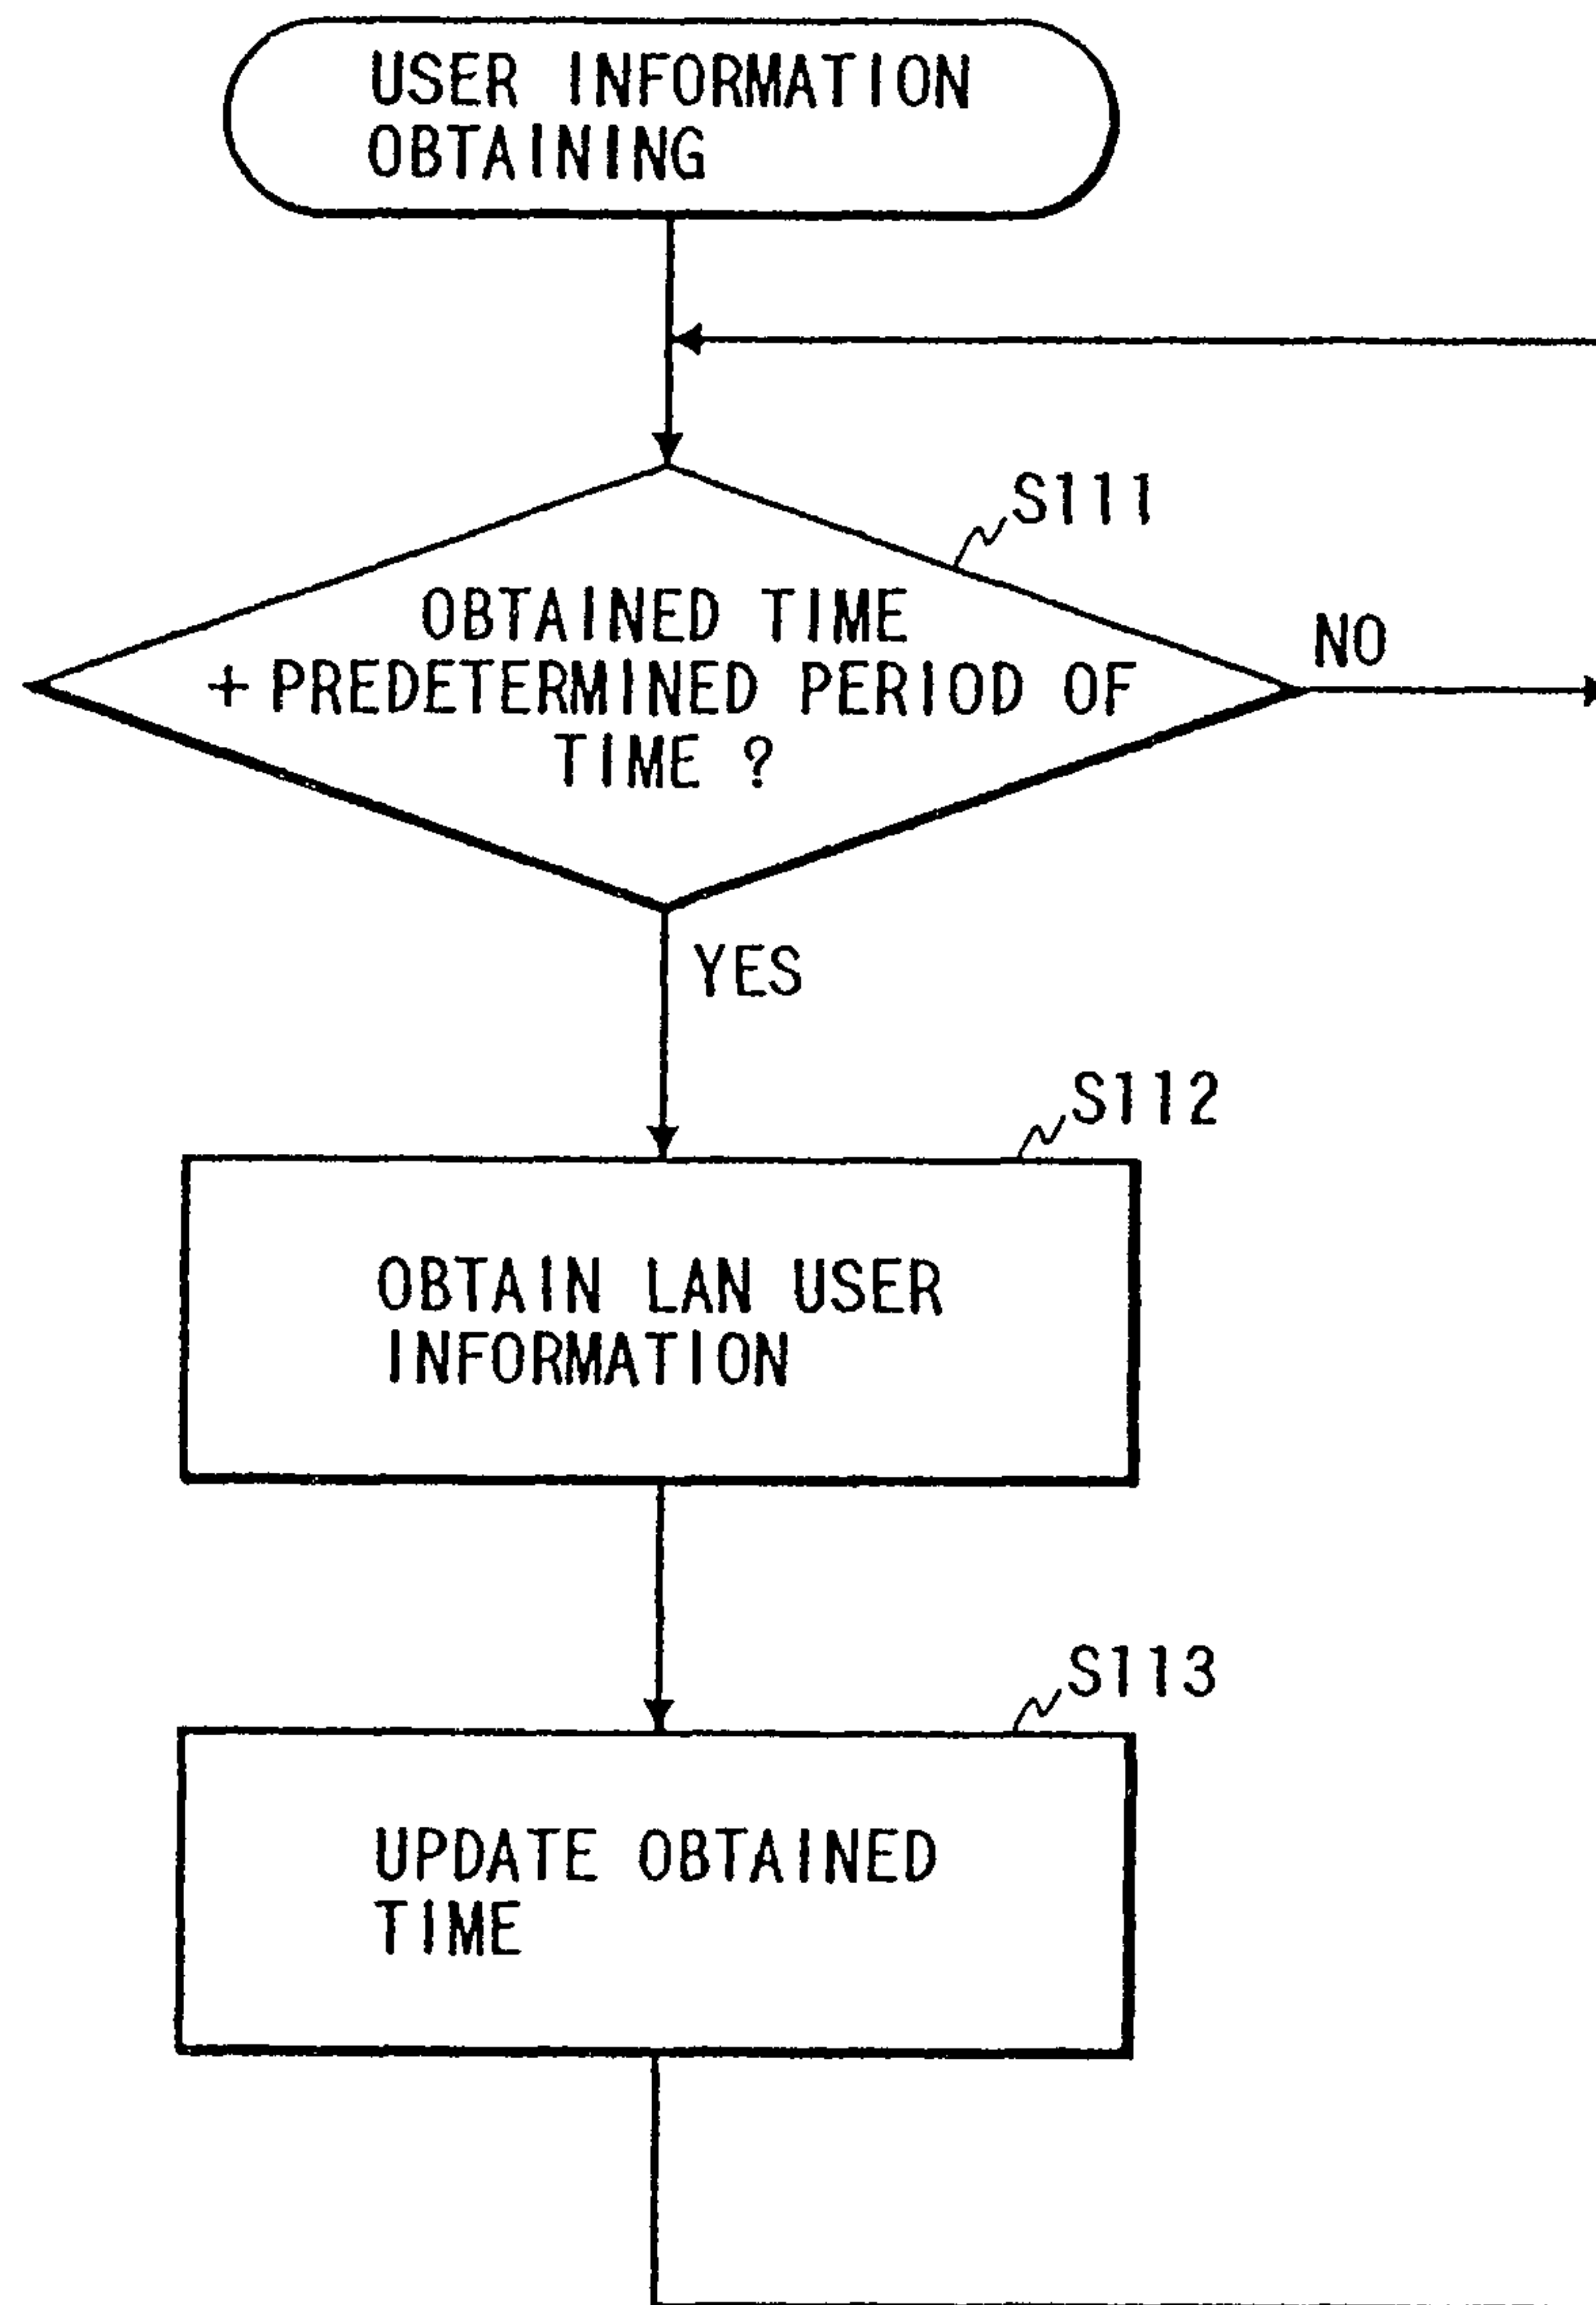 USER INFORMATION
OBTAINING
S111
OBTAINED TIME
+ PREDETERMINED PERIOD OF
TIME ?
NO
YES
S112
OBTAIN LAN USER
INFORMATION
S113
UPDATE OBTAINED
TIME